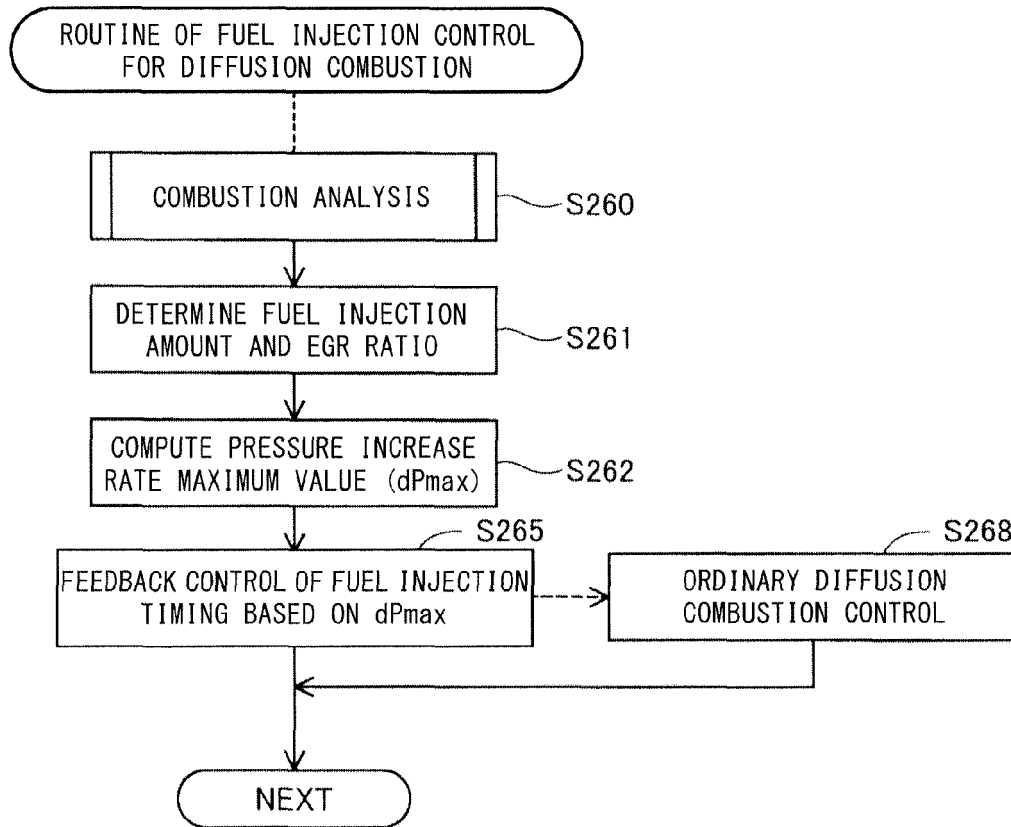 ROUTINE OF FUEL INJECTION CONTROL
FOR DIFFUSION COMBUSTION
COMBUSTION ANALYSIS
S260
DETERMINE FUEL INJECTION
AMOUNT AND EGR RATIO
S261
COMPUTE PRESSURE INCREASE
RATE MAXIMUM VALUE (dPmax)
S262
S265
FEEDBACK CONTROL OF FUEL INJECTION
TIMING BASED ON dPmax
S268
ORDINARY DIFFUSION
COMBUSTION CONTROL
NEXT